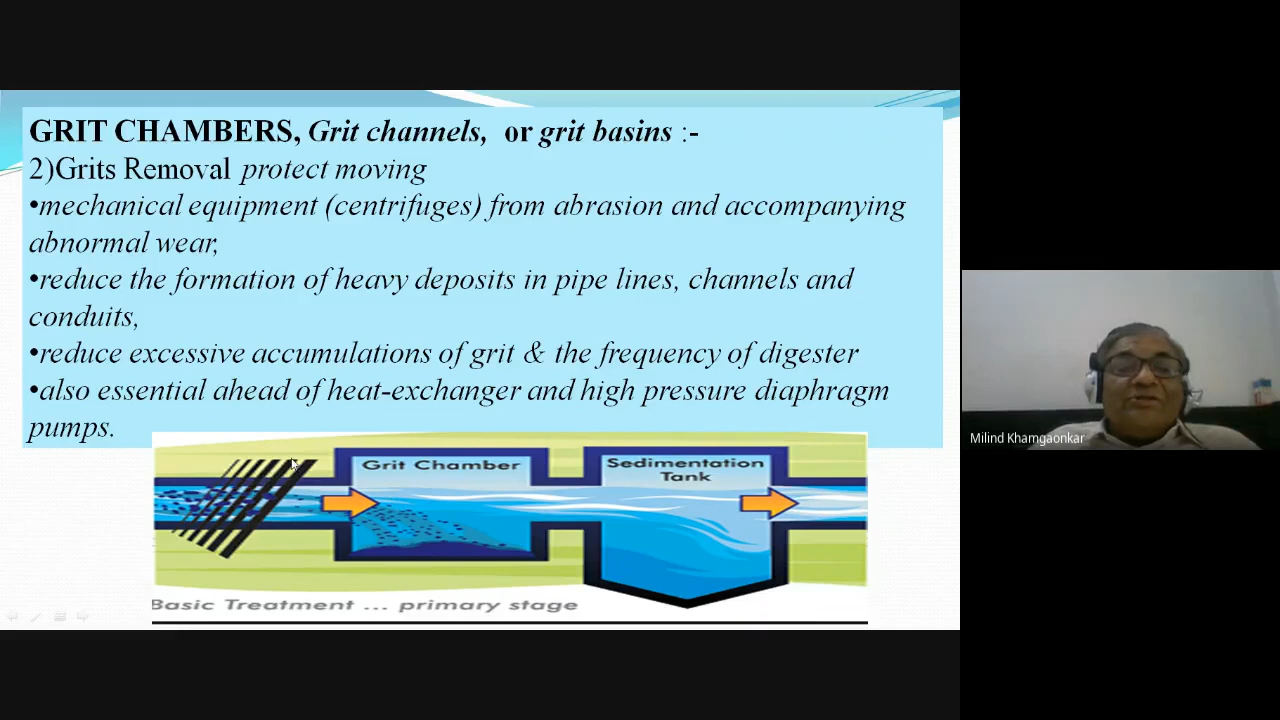 GRIT CHAMBERS, Grit channels, or grit basins :-
2)Grits Removal protect moving
•mechanical equipment (centrifuges) from abrasion and accompanying
abnormal wear,
•reduce the formation of heavy deposits in pipe lines, channels and
conduits,
•reduce excessive accumulations of grit & the frequency of digester
•also essential ahead of heat-exchanger and high pressure diaphragm
pumps.
Grit Chamber
Sedimentation
Tank
Basic Treatment ... primary stage
Milind Khamgaonkar